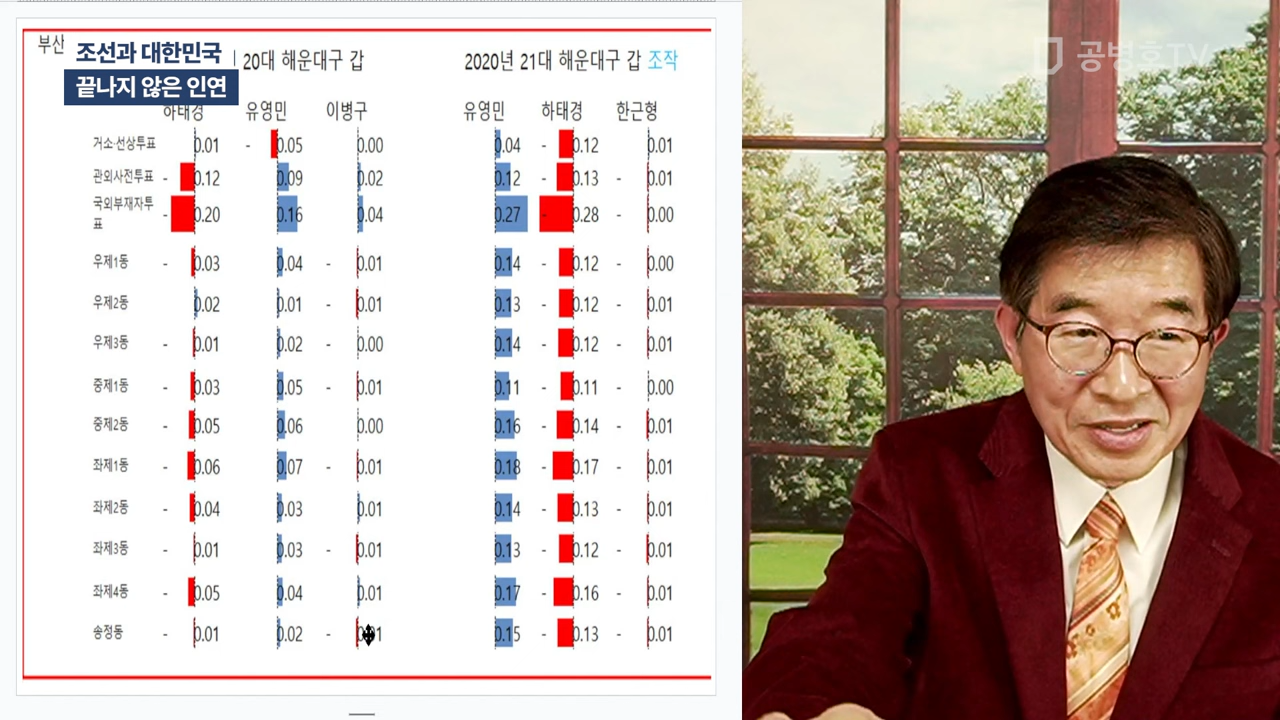 부산
조선과 대한민국
끝나지 않은 인연
20대 해운대구 갑
2020년 21대 해운대구 갑 조작
공병호TV
하태경 유영민 이병구 유영민 하태경 한근형
거소·선상투표 0.01 - 0.05 0.00 0.04 - 0.12 0.01
관외사전투표 - 0.12 0.09 0.02 0.12 - 0.13 - 0.01
국외부재자투
표 - 0.20 0.16 0.04 0.27 - 0.28 - 0.00
우제1동 - 0.03 0.04 - 0.01 0.14 - 0.12 - 0.00
우제2동 0.02 0.01 - 0.01 0.13 - 0.12 - 0.01
우제3동 - 0.01 0.02 - 0.00 0.14 - 0.12 - 0.01
중제1동 - 0.03 0.05 - 0.01 0.11 - 0.11 - 0.00
중제2동 - 0.05 0.06 0.00 0.16 - 0.14 - 0.01
좌제1동 - 0.06 0.07 - 0.01 0.18 - 0.17 - 0.01
좌제2동 - 0.04 0.03 0.01 0.14 - 0.13 - 0.01
좌제3동 - 0.01 0.03 - 0.01 0.13 - 0.12 - 0.01
좌제4동 - 0.05 0.04 0.01 0.17 - 0.16 - 0.01
송정동 - 0.01 0.02 - 0.01 0.15 - 0.13 - 0.01